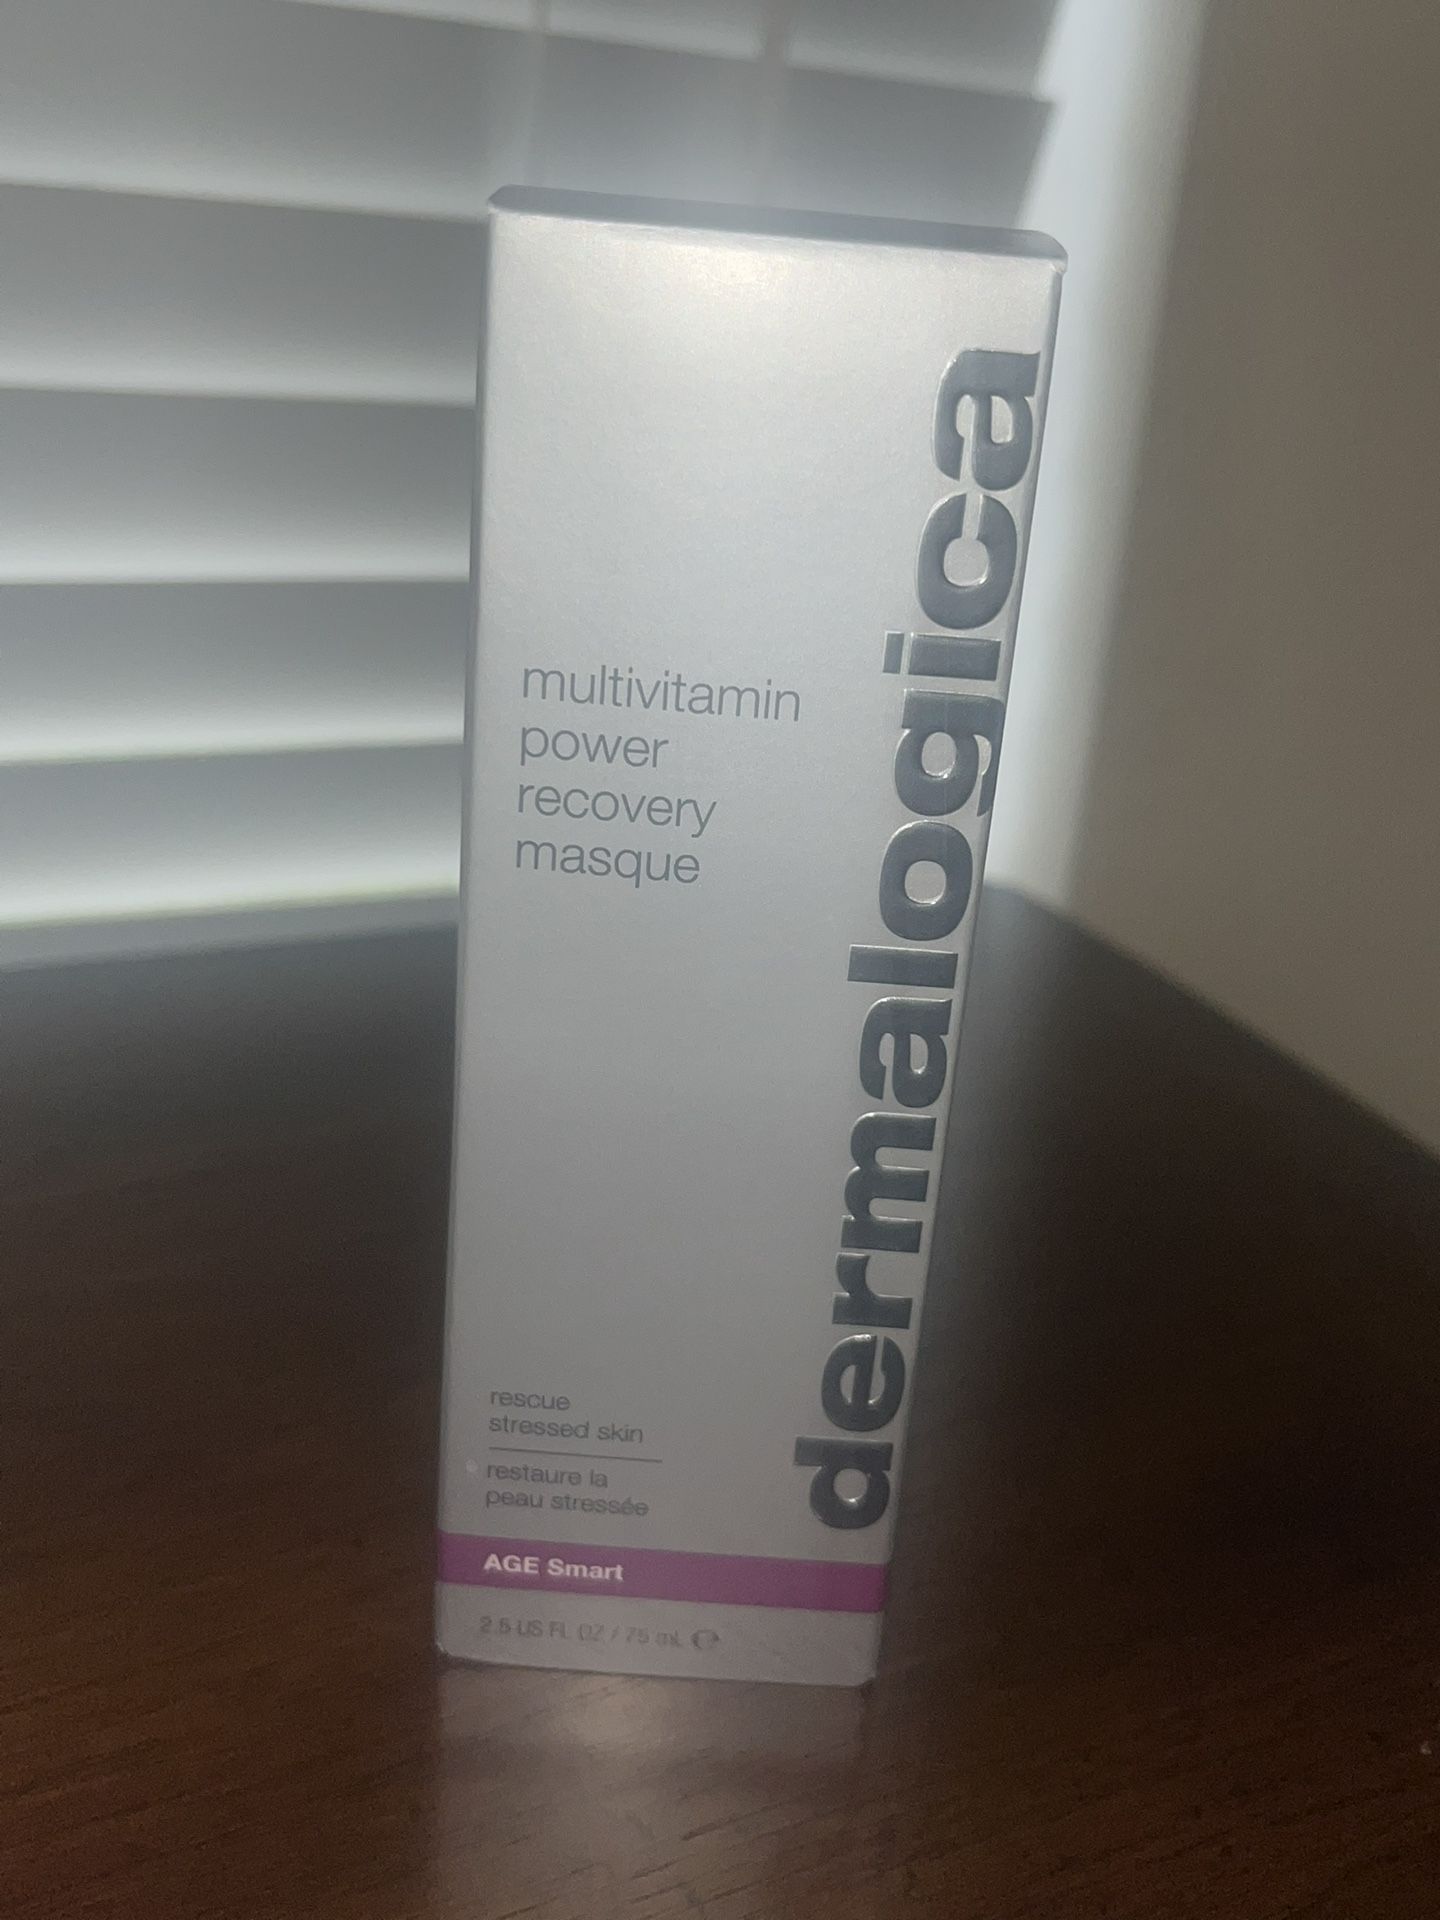 multivitamin
power
recovery
masque
dermalogica
rescue
stressed skin
restaure la
peau stressée
AGE Smart
2.5 US FL OZ / 75 mL ℮